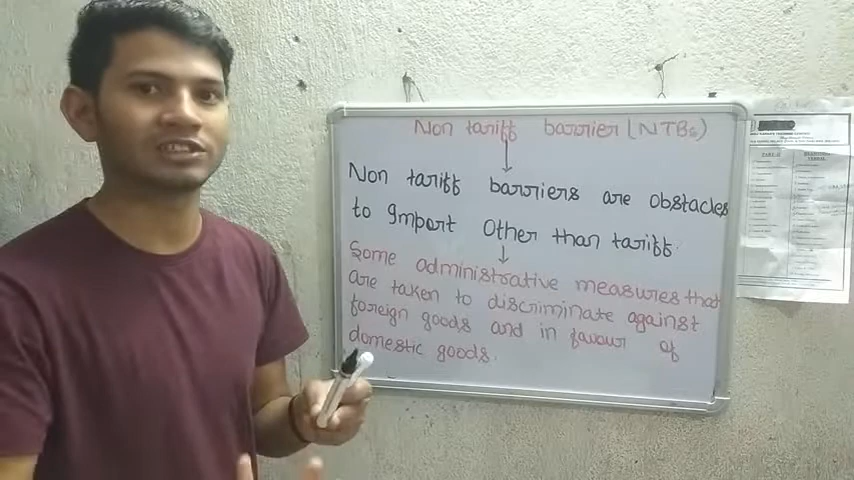 Non tariff barrier (NTBs)
Non tariff barriers are obstacles
to Import Other than tariff.
Some administrative measures that
are taken to discriminate against
foreign goods and in favour of
domestic goods.